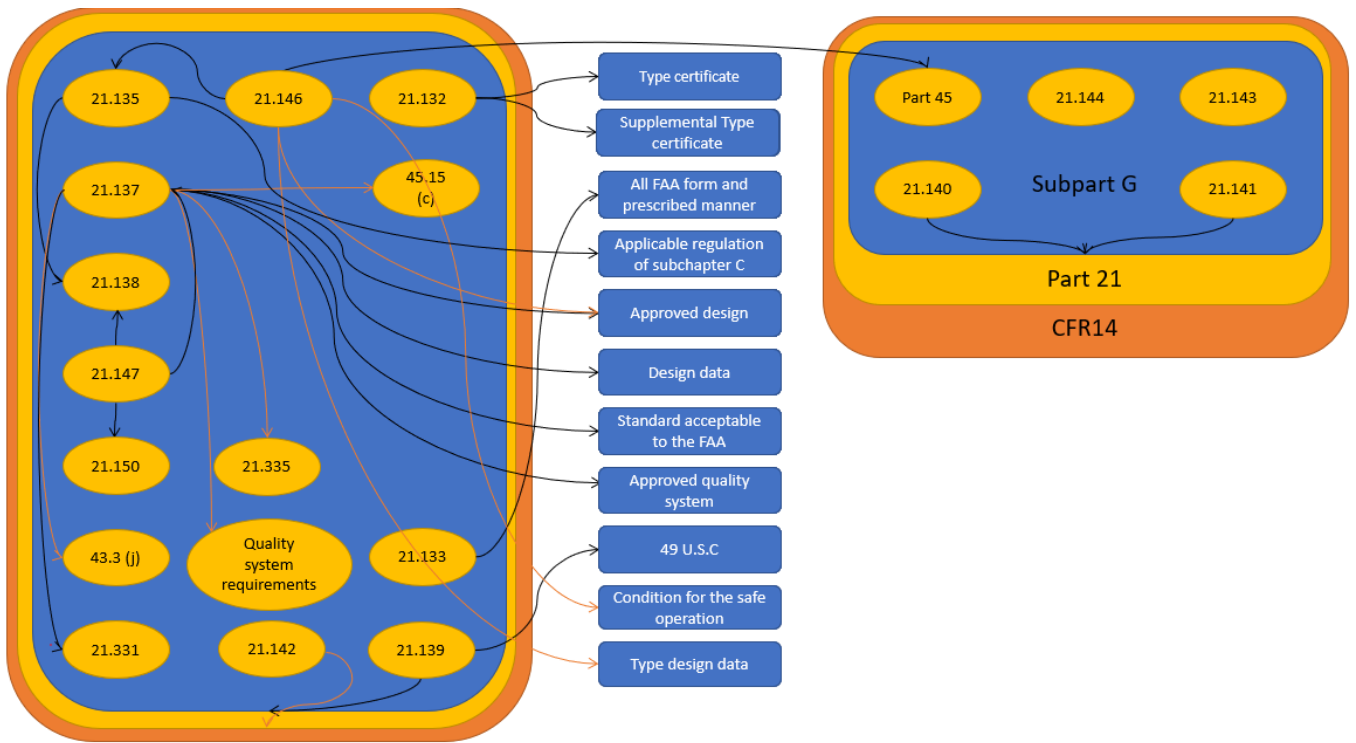 21.135
21.146
21.132
21.137
45.15
(c)
21.138
21.147
21.150
21.335
43.3 (j)
Quality
system
requirements
21.133
21.331
21.142
21.139
Type certificate
Supplemental Type
certificate
All FAA form and
prescribed manner
Applicable regulation
of subchapter C
Approved design
Design data
Standard acceptable
to the FAA
Approved quality
system
49 U.S.C
Condition for the safe
operation
Type design data
Part 45
21.144
21.143
21.140
Subpart G
21.141
Part 21
CFR14